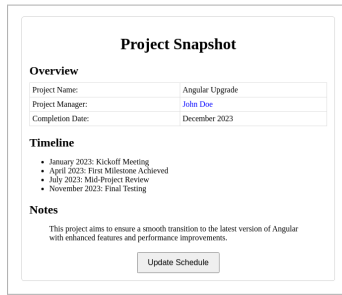 Project Snapshot
Overview
Project Name: Angular Upgrade
Project Manager: John Doe
Completion Date: December 2023
Timeline
January 2023: Kickoff Meeting
April 2023: First Milestone Achieved
July 2023: Mid-Project Review
November 2023: Final Testing
Notes
This project aims to ensure a smooth transition to the latest version of Angular
with enhanced features and performance improvements.
Update Schedule